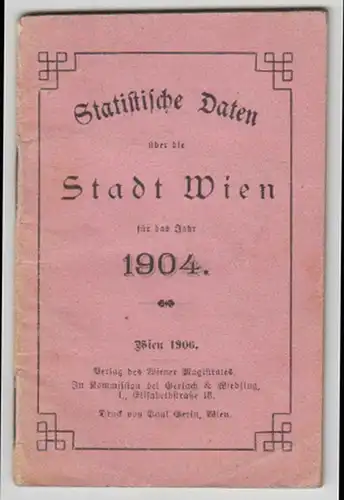 Statistische Daten
über die
Stadt Wien
für das Jahr
1904.
Wien 1906.
Verlag des Wiener Magistrates.
In Kommission bei Gerlach & Wiedling,
I., Elisabethstraße 13.
Druck von Paul Gerin, Wien.